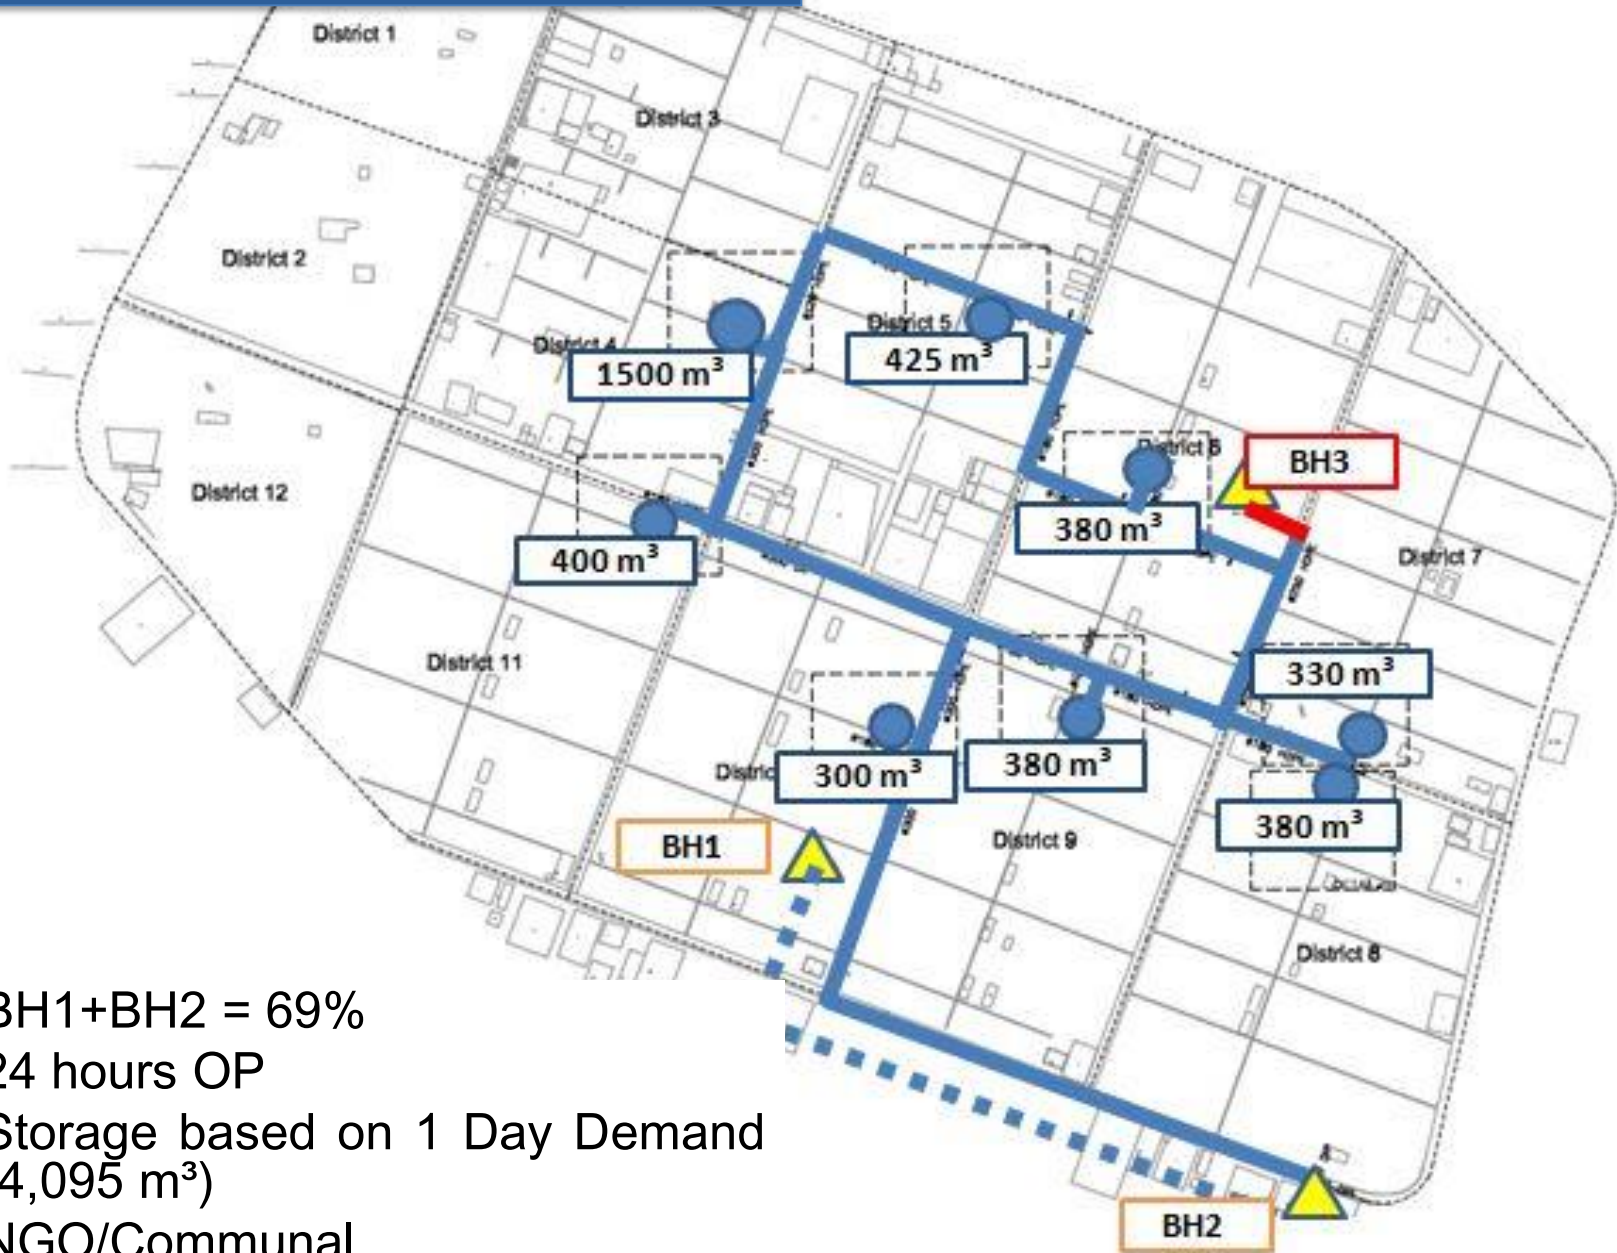 District 1
District 3
District 2
District 5
District 4
1500 m³
425 m³
District 6
BH3
District 12
380 m³
400 m³
District 7
District 11
330 m³
Distric
300 m³
380 m³
380 m³
BH1
District 9
District 8
BH1+BH2 = 69%
24 hours OP
Storage based on 1 Day Demand
4,095 m³)
NGO/Communal
BH2